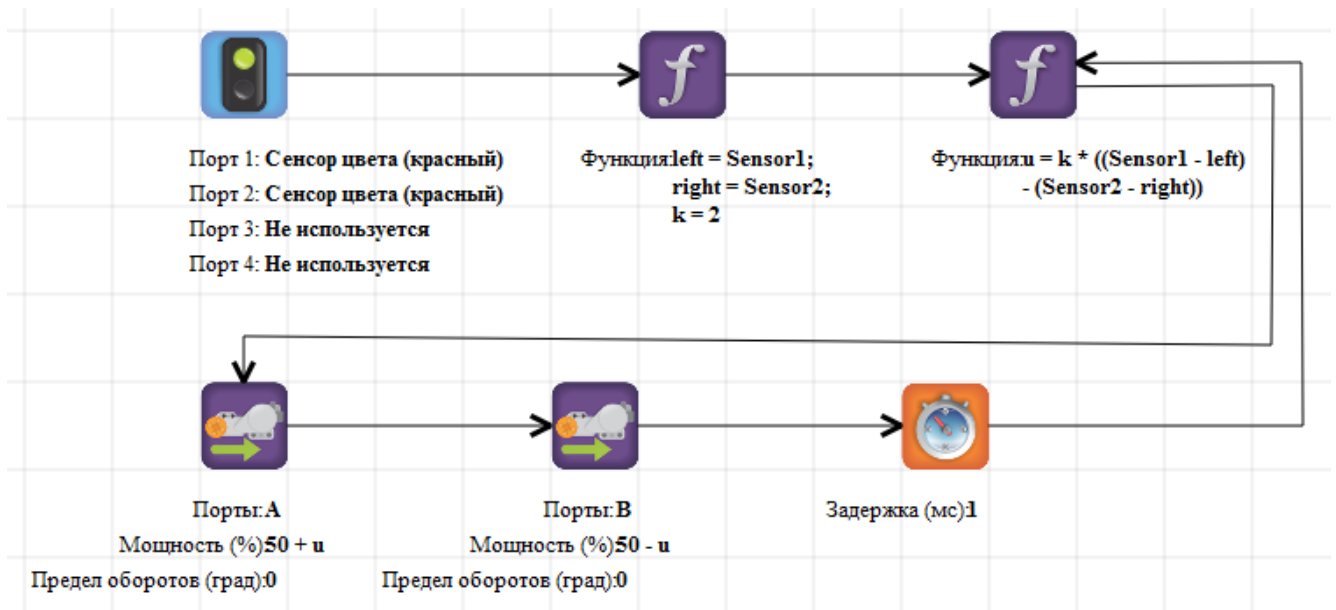 Порт 1: Сенсор цвета (красный)
Порт 2: Сенсор цвета (красный)
Порт 3: Не используется
Порт 4: Не используется
Функция:left = Sensor1;
right = Sensor2;
k = 2
Функция:u = k * ((Sensor1 - left)
- (Sensor2 - right))
Порты:A
Мощность (%)50 + u
Предел оборотов (град):0
Порты:B
Мощность (%)50 - u
Предел оборотов (град):0
Задержка (мс)1